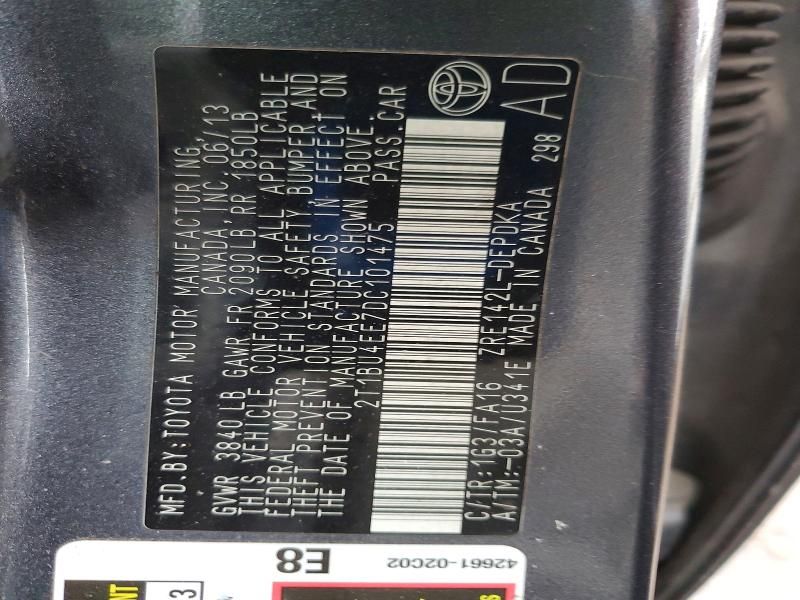 MFD. BY: TOYOTA MOTOR MANUFACTURING,
CANADA, INC. 06/13
GVWR 3840 LB GAWR FR 2090LB, RR 1850LB
THIS VEHICLE CONFORMS TO ALL APPLICABLE
FEDERAL MOTOR VEHICLE SAFETY, BUMPER, AND
THEFT PREVENTION STANDARDS IN EFFECT ON
THE DATE OF MANUFACTURE SHOWN ABOVE.
2T1BU4EE7DC101475 PASS. CAR
C/TR:1G3/FA16 ZRE142L-DEPDKA
A/TM:-03A/U341E MADE IN CANADA 298
AD
E8
42661-02C02
3